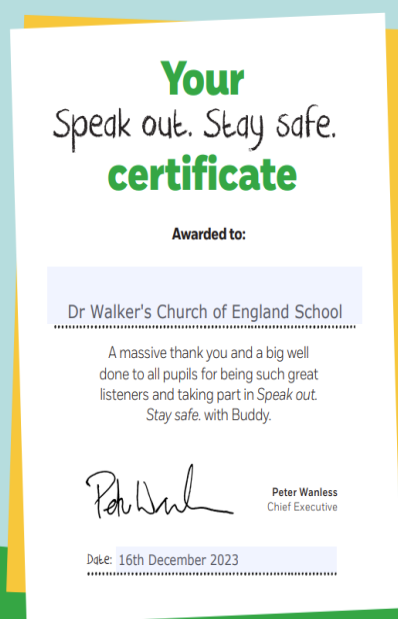 Your
Speak out. Stay safe.
certificate
Awarded to:
Dr Walker's Church of England School
A massive thank you and a big well
done to all pupils for being such great
listeners and taking part in Speak out.
Stay safe. with Buddy.
Peter Wanless
Chief Executive
Date: 16th December 2023